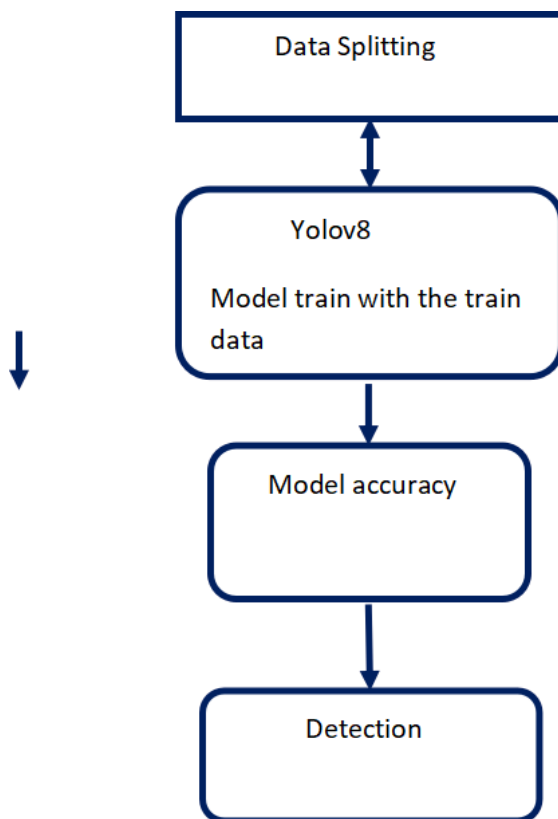 Data Splitting
Yolov8
Model train with the train
data
Model accuracy
Detection